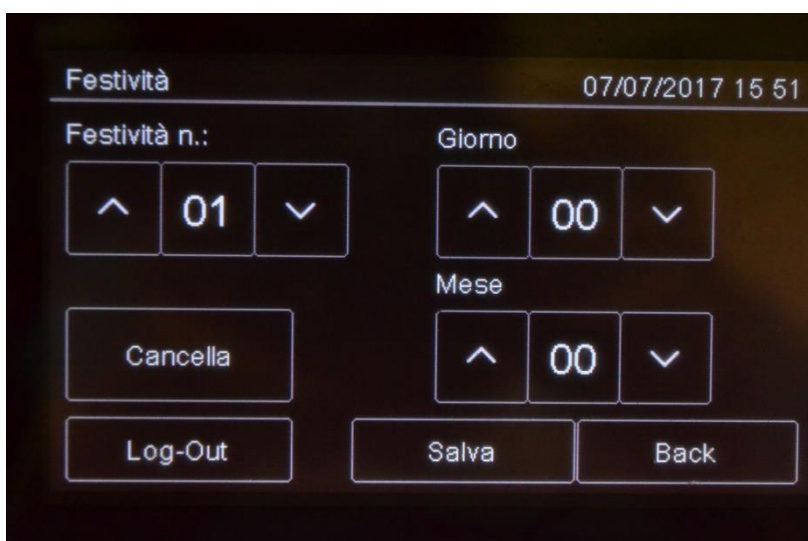 Festività 07/07/2017 15 51
Festività n.: Giorno
01 00
Mese
Cancella 00
Log-Out Salva Back